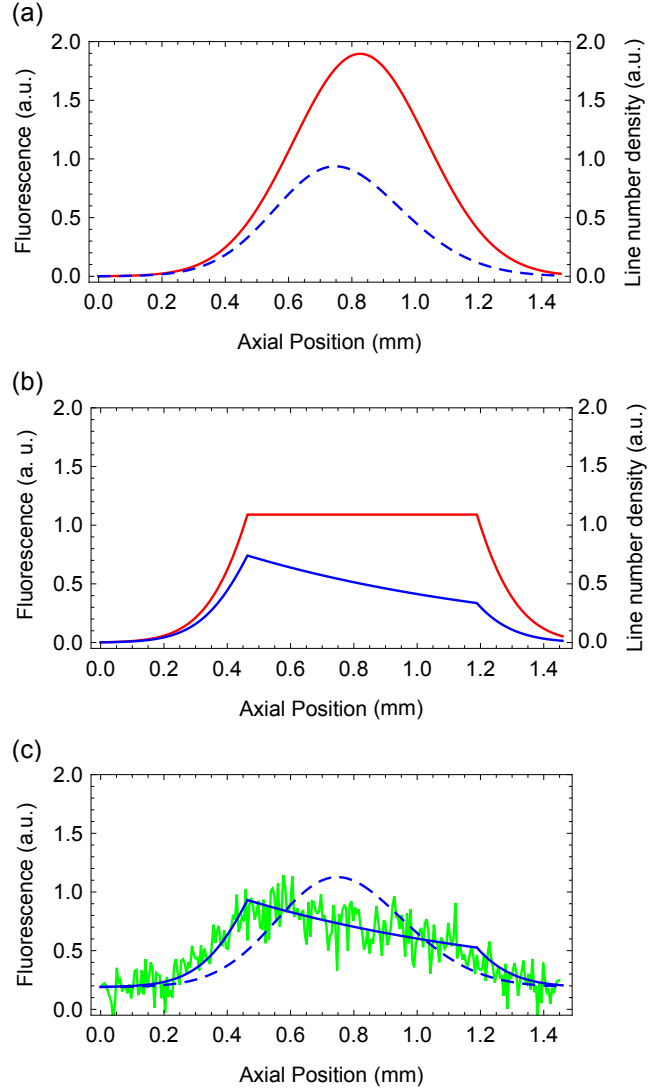 (a)
2.0 2.0
1.5 1.5
1.0 1.0
0.5 0.5
0.0 0.0
Fluorescence (a.u.)
Line number density (a.u.)
0.0 0.2 0.4 0.6 0.8 1.0 1.2 1.4
Axial Position (mm)
(b)
2.0 2.0
1.5 1.5
1.0 1.0
0.5 0.5
0.0 0.0
Fluorescence (a. u.)
Line number density (a.u.)
0.0 0.2 0.4 0.6 0.8 1.0 1.2 1.4
Axial Position (mm)
(c)
2.0
1.5
1.0
0.5
0.0
Fluorescence (a.u.)
0.0 0.2 0.4 0.6 0.8 1.0 1.2 1.4
Axial Position (mm)